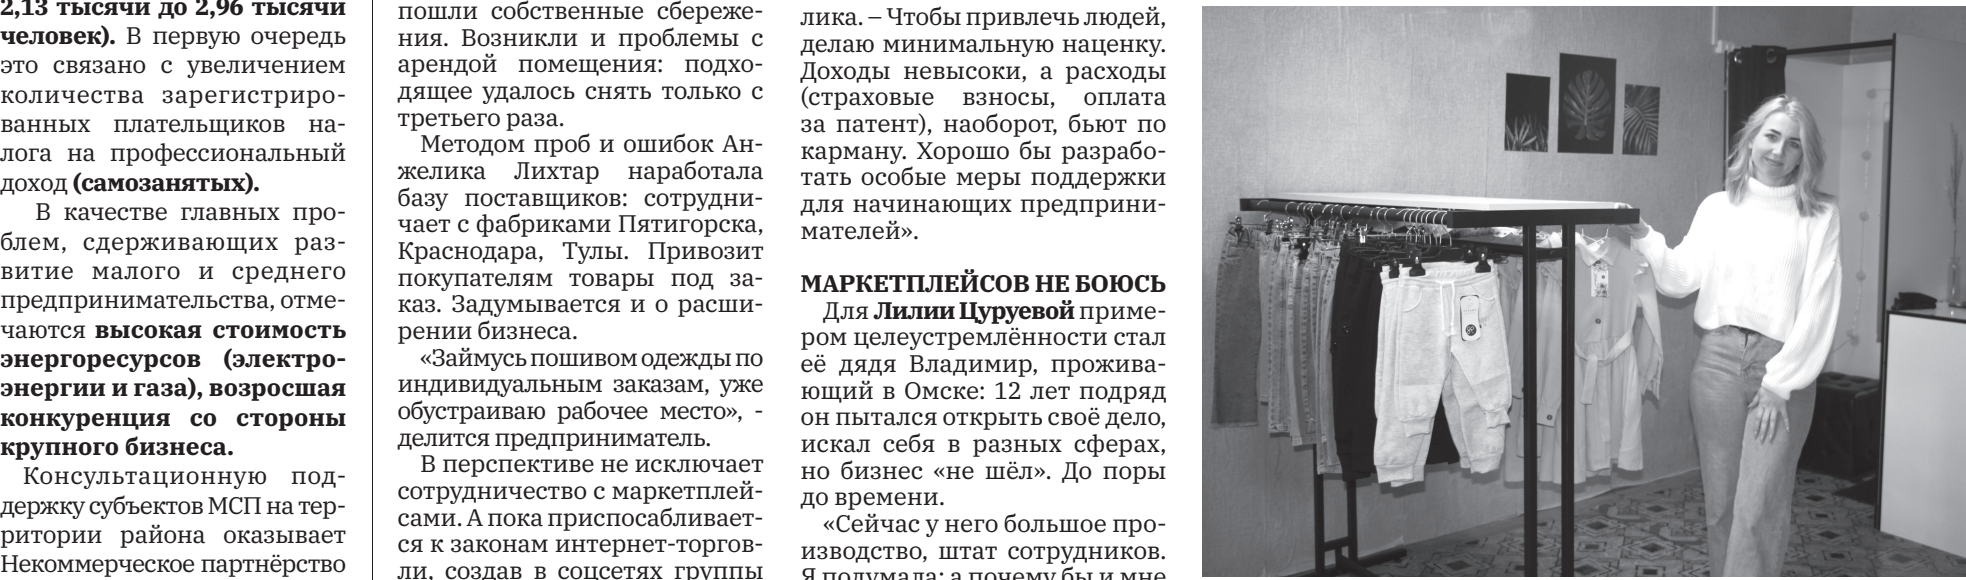 2,13 тысячи до 2,96 тысячи
человек). В первую очередь
это связано с увеличением
количества зарегистриро-
ванных плательщиков на-
лога на профессиональный
доход (самозанятых).
В качестве главных про-
блем, сдерживающих раз-
витие малого и среднего
предпринимательства, отме-
чаются высокая стоимость
энергоресурсов (электро-
энергии и газа), возросшая
конкуренция со стороны
крупного бизнеса.
Консультационную под-
держку субъектов МСП на тер-
ритории района оказывает
Некоммерческое партнёрство
пошли собственные сбереже-
ния. Возникли и проблемы с
арендой помещения: подхо-
дящее удалось снять только с
третьего раза.
Методом проб и ошибок Ан-
желика Лихтар наработала
базу поставщиков: сотрудни-
чает с фабриками Пятигорска,
Краснодара, Тулы. Привозит
покупателям товары под за-
каз. Задумывается и о расши-
рении бизнеса.
«Займусь пошивом одежды по
индивидуальным заказам, уже
обустраиваю рабочее место», -
делится предприниматель.
В перспективе не исключает
сотрудничество с маркетплей-
сами. А пока приспосабливает-
ся к законам интернет-торгов-
ли, создав в соцсетях группы
лика. – Чтобы привлечь людей,
делаю минимальную наценку.
Доходы невысоки, а расходы
(страховые взносы, оплата
за патент), наоборот, бьют по
карману. Хорошо бы разрабо-
тать особые меры поддержки
для начинающих предприни-
мателей».
МАРКЕТПЛЕЙСОВ НЕ БОЮСЬ
Для Лилии Цуруевой приме-
ром целеустремлённости стал
её дядя Владимир, прожива-
ющий в Омске: 12 лет подряд
он пытался открыть своё дело,
искал себя в разных сферах,
но бизнес «не шёл». До поры
до времени.
«Сейчас у него большое про-
изводство, штат сотрудников.
Я подумала: а почему бы и мне